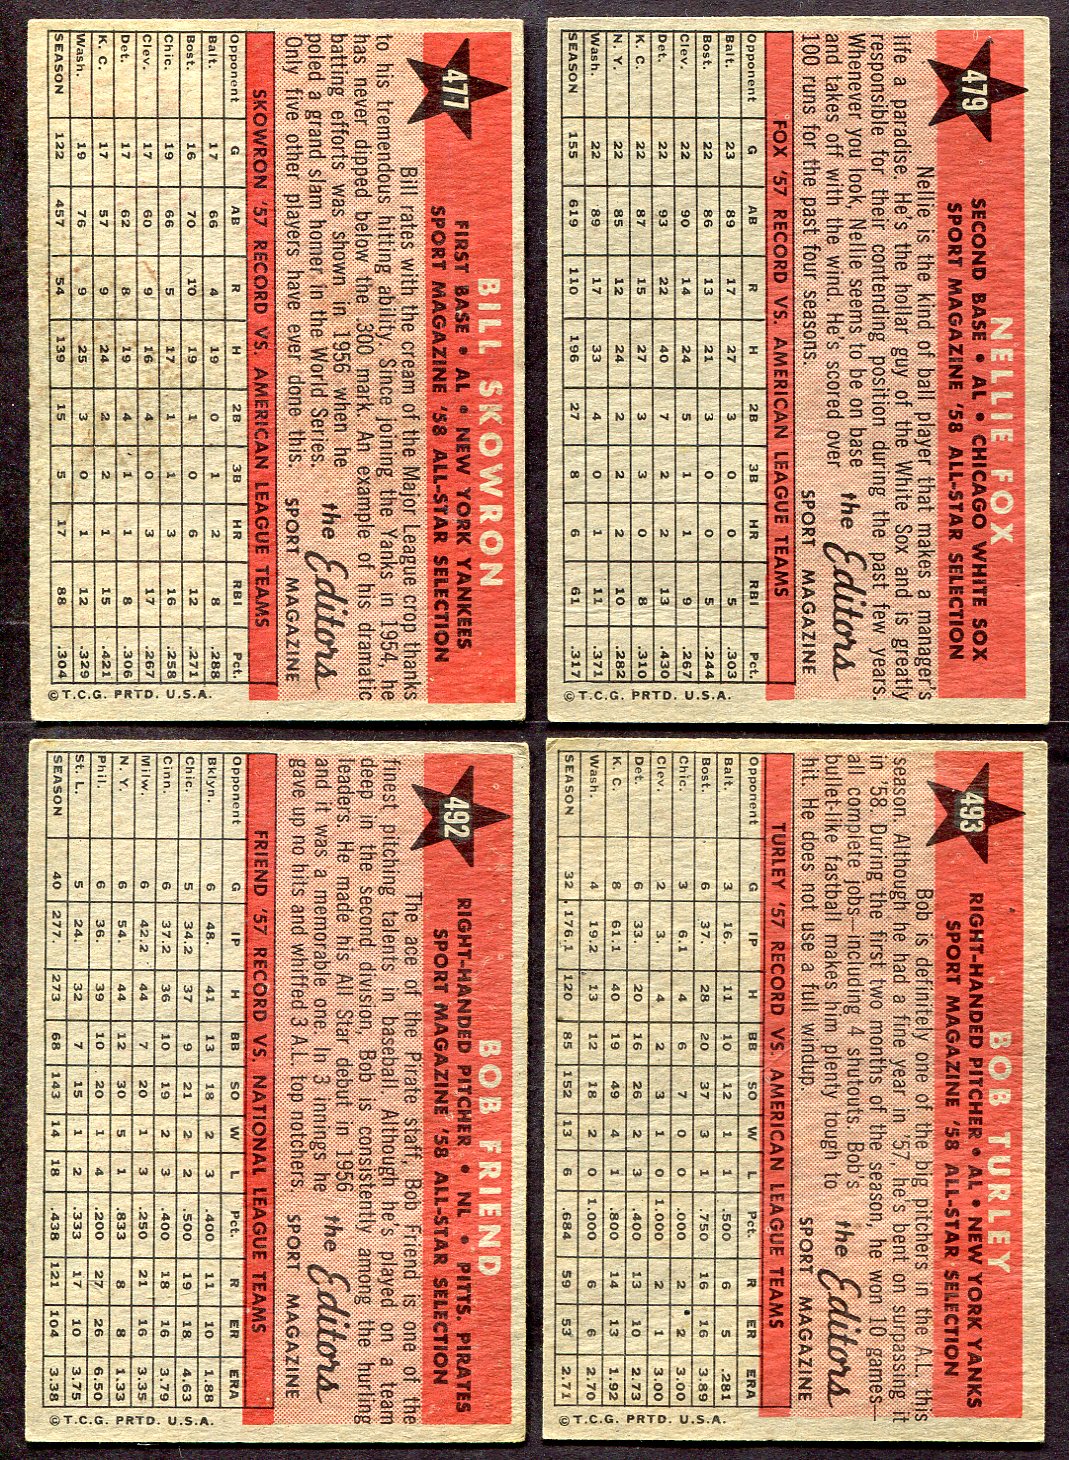 477
BILL SKOWRON
FIRST BASE • AL • NEW YORK YANKEES
SPORT MAGAZINE '58 ALL-STAR SELECTION
Bill rates with the cream of the Major League crop thanks
to his tremendous hitting ability. Since joining the Yanks in 1954, he
has never dipped below the .300 mark. An example of his dramatic
batting efforts was shown in 1956 when he
poled a grand slam homer in the World Series.
Only five other players have ever done this.
the Editors
SPORT MAGAZINE
SKOWRON '57 RECORD VS. AMERICAN LEAGUE TEAMS
Opponent G AB R H 2B 3B HR RBI Pct.
Balt. 17 66 4 19 0 1 2 8 .288
Bost. 16 70 10 19 1 0 6 12 .271
Chic. 19 66 5 17 1 1 3 16 .258
Clev. 17 60 9 16 4 0 3 17 .267
Det. 17 62 8 19 4 1 1 8 .306
K. C. 17 57 9 24 2 2 1 15 .421
Wash. 19 76 9 25 3 0 1 12 .329
SEASON 122 457 54 139 15 5 17 88 .304
©T.C.G. PRTD. U.S.A.
479
NELLIE FOX
SECOND BASE • AL • CHICAGO WHITE SOX
SPORT MAGAZINE '58 ALL-STAR SELECTION
Nellie is the kind of ball player that makes a manager's
life a paradise. He's the hollar guy of the White Sox and is greatly
responsible for their contending position during the past few years.
Whenever you look, Nellie seems to be on base
and takes off with the wind. He's scored over
100 runs for the past four seasons.
the Editors
SPORT MAGAZINE
FOX '57 RECORD VS. AMERICAN LEAGUE TEAMS
Opponent G AB R H 2B 3B HR RBI Pct.
Balt. 23 89 17 27 3 0 0 5 .303
Bost. 22 86 13 21 3 0 0 5 .244
Clev. 22 90 14 24 5 1 1 9 .267
Det. 22 93 22 40 7 2 2 13 .430
K. C. 22 87 15 27 3 3 0 8 .310
N. Y. 22 85 12 24 2 1 2 10 .282
Wash. 22 89 17 33 4 1 1 11 .371
SEASON 155 619 110 196 27 8 6 61 .317
©T.C.G. PRTD. U.S.A.
492
BOB FRIEND
RIGHT-HANDED PITCHER • NL • PITTS. PIRATES
SPORT MAGAZINE '58 ALL-STAR SELECTION
The ace of the Pirate staff, Bob Friend is one of the
finest pitching talents in baseball. Although he's played on a team
deep in the second division, Bob is consistently among the hurling
leaders. He made his All Star debut in 1956
and it was a memorable one. In 3 innings he
gave up no hits and whiffed 3 A.L. top notchers.
the Editors
SPORT MAGAZINE
FRIEND '57 RECORD VS. NATIONAL LEAGUE TEAMS
Opponent G IP H BB SO W L Pct. R ER ERA
Bklyn. 6 48. 41 13 18 2 3 .400 11 10 1.88
Chic. 5 34.2 37 9 21 2 2 .500 19 18 4.63
Cinn. 6 37.2 36 10 19 2 3 .400 18 16 3.79
Milw. 6 42.2 44 7 20 1 3 .250 21 16 3.35
N. Y. 6 54. 44 12 30 5 1 .833 8 8 1.33
Phil. 6 36 39 10 20 1 4 .200 27 26 6.50
St. L. 5 24. 32 7 15 1 2 .333 17 10 3.75
SEASON 40 277. 273 68 143 14 18 .438 121 104 3.38
©T.C.G. PRTD. U.S.A.
493
BOB TURLEY
RIGHT-HANDED PITCHER • AL • NEW YORK YANKS
SPORT MAGAZINE '58 ALL-STAR SELECTION
Bob is definitely one of the big pitchers in the A.L. this
season. Although he had a fine year in '57, he's bent on surpassing it
in '58. During the first two month's of the season, he won 10 games—
all complete jobs—including 4 shutouts. Bob's
bullet-like fastball makes him plenty tough to
hit. He does not use a full windup.
the Editors
SPORT MAGAZINE
TURLEY '57 RECORD VS. AMERICAN LEAGUE TEAMS
Opponent G IP H BB SO W L Pct. R ER ERA
Balt. 3 16. 11 10 12 1 1 .500 6 5 .281
Bost. 6 37. 28 20 37 3 1 .750 16 16 3.89
Chic. 3 6.1 4 6 7 0 0 .000 2 2 3.00
Clev. 2 3. 4 2 3 1 0 1.000 1 1 3.00
Det. 6 33. 20 16 26 2 3 .400 13 10 2.73
K. C. 8 61.1 40 19 49 4 1 .800 14 13 1.92
Wash. 4 19.2 13 12 18 2 0 1.000 6 6 2.70
SEASON 32 176.1 120 85 152 13 6 .684 59 53 2.71
©T.C.G. PRTD. U.S.A.